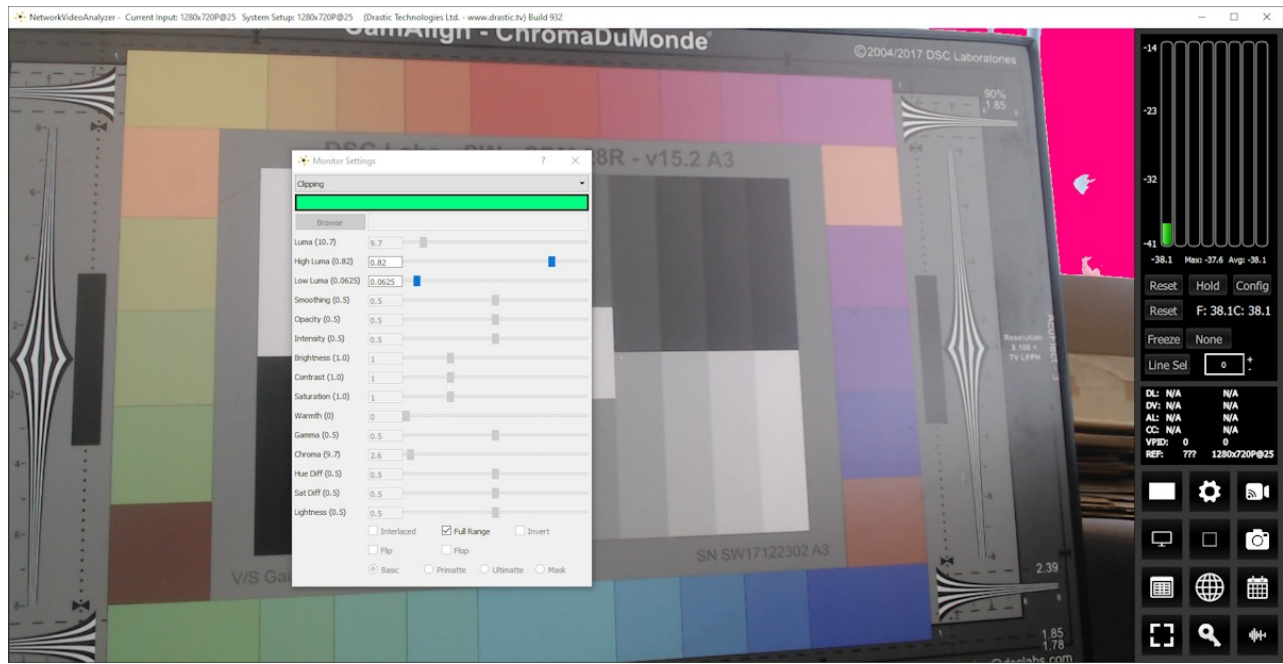 NetworkVideoAnalyzer - Current Input: 1280x720P@25 System Setup: 1280x720P@25 (Drastic Technologies Ltd. - www.drastic.tv) Build 932
CamAlign - ChromaDuMonde
©2004/2017 DSC Laboratories
90%
1.85
8R - v15.2 A3
Monitor Settings
Clipping
Browse
Luma (10.7) 9.7
High Luma (0.82) 0.82
Low Luma (0.0625) 0.0625
Smoothing (0.5) 0.5
Opacity (0.5) 0.5
Intensity (0.5) 0.5
Brightness (1.0) 1
Contrast (1.0) 1
Saturation (1.0) 1
Warmth (0) 0
Gamma (0.5) 0.5
Chroma (9.7) 2.6
Hue Diff (0.5) 0.5
Sat Diff (0.5) 0.5
Lightness (0.5) 0.5
Interlaced Full Range Invert
Flip Flop
Basic Primatte Ultimatte Mask
Resolution
X 100 =
TV LPPH
SN SW17122302 A3
V/S Ga
2.39
1.85
1.78
-14
-23
-32
-41
-38.1 Max: -37.6 Avg: -38.1
Reset Hold Config
Reset F: 38.1C: 38.1
Freeze None
Line Sel 0 + -
DL: N/A N/A
DV: N/A N/A
AL: N/A N/A
CC: N/A N/A
VPID: 0 0
REF: ??? 1280x720P@25